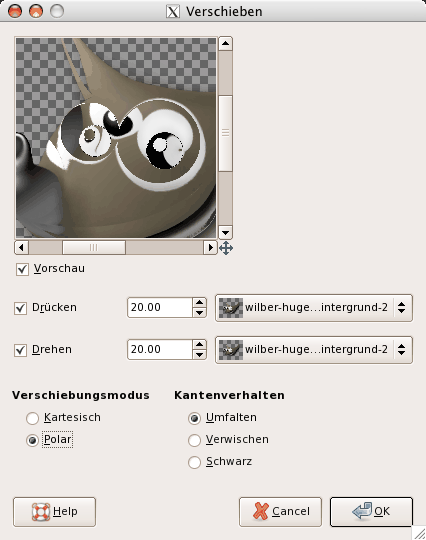 Verschieben
Vorschau
Drücken 20.00 wilber-huge...intergrund-2
Drehen 20.00 wilber-huge...intergrund-2
Verschiebungsmodus Kantenverhalten
Kartesisch Umfalten
Polar Verwischen
Schwarz
Help Cancel OK